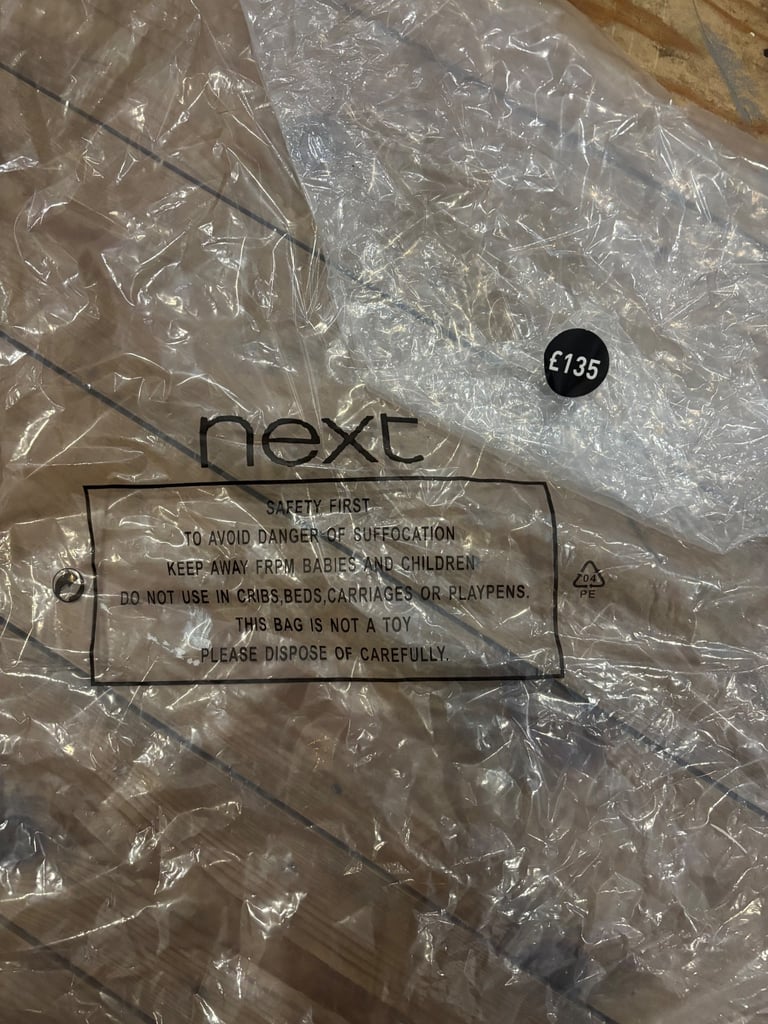 £135
next
SAFETY FIRST
TO AVOID DANGER OF SUFFOCATION
KEEP AWAY FRPM BABIES AND CHILDREN
DO NOT USE IN CRIBS,BEDS,CARRIAGES OR PLAYPENS.
THIS BAG IS NOT A TOY
PLEASE DISPOSE OF CAREFULLY.
04
PE